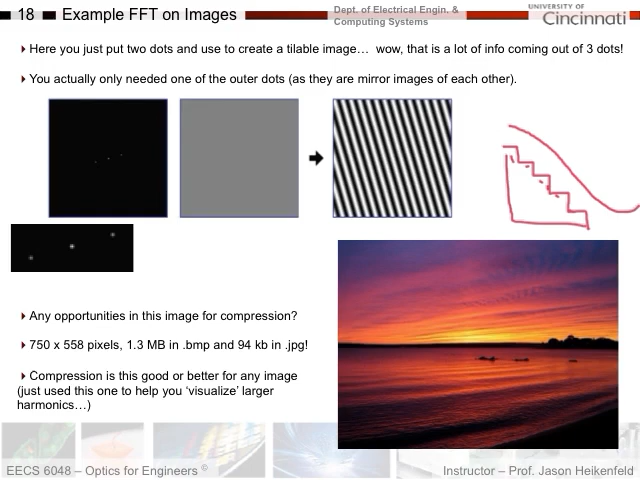 18
Example FFT on Images
Dept. of Electrical Engin. &
Computing Systems
UNIVERSITY OF
Cincinnati
Here you just put two dots and use to create a tilable image… wow, that is a lot of info coming out of 3 dots!
You actually only needed one of the outer dots (as they are mirror images of each other).
Any opportunities in this image for compression?
750 x 558 pixels, 1.3 MB in .bmp and 94 kb in .jpg!
Compression is this good or better for any image
(just used this one to help you ‘visualize’ larger
harmonics…)
EECS 6048 – Optics for Engineers ©
Instructor – Prof. Jason Heikenfeld